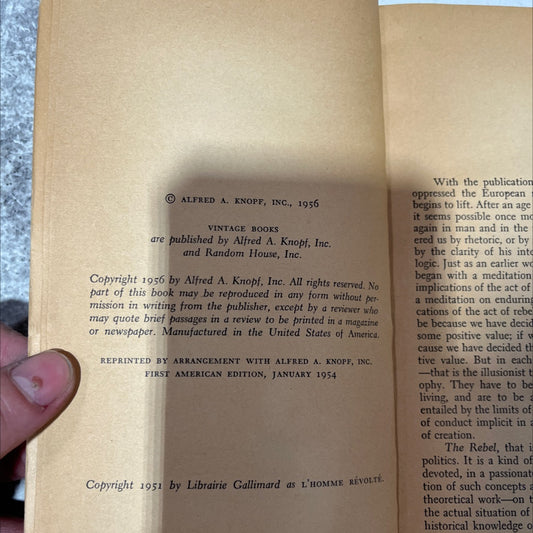 © ALFRED A. KNOPF, INC., 1956
VINTAGE BOOKS
are published by Alfred A. Knopf, Inc.
and Random House, Inc.
Copyright 1956 by Alfred A. Knopf, Inc. All rights reserved. No
part of this book may be reproduced in any form without per-
mission in writing from the publisher, except by a reviewer who
may quote brief passages in a review to be printed in a magazine
or newspaper. Manufactured in the United States of America.
REPRINTED BY ARRANGEMENT WITH ALFRED A. KNOPF, INC.
FIRST AMERICAN EDITION, JANUARY 1954
Copyright 1951 by Librairie Gallimard as L'HOMME RÉVOLTÉ.
With the publication
oppressed the European
begins to lift. After an age
it seems possible once
again in man and in the
ered us by rhetoric, or by
by the clarity of his
logic. Just as an earlier
began with a meditation
implications of the act of
a meditation on enduring
cations of the act of
be because we have
some positive value; if
cause we have decided
tive value. But in each
—that is the illusionist
ophy. They have to be
living, and are to be a
entailed by the limits of
of conduct implicit in
of creation.
The Rebel, that
politics. It is a kind of
devoted, in a passionate
tion of such concepts
theoretical work—on
the actual situation of
historical knowledge